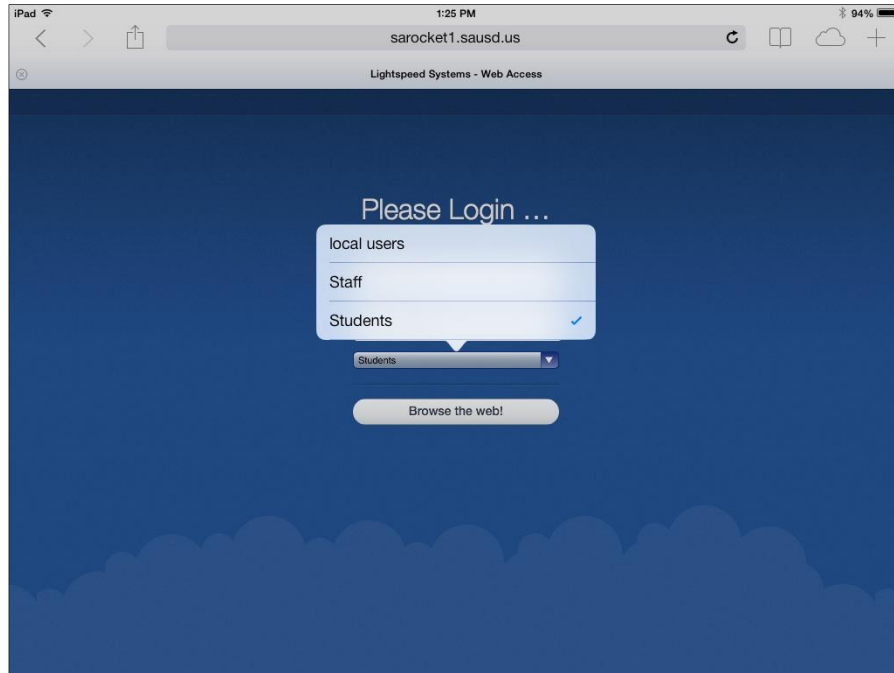 iPad 1:25 PM 94%
sarocket1.sausd.us
Lightspeed Systems - Web Access
Please Login ...
local users
Staff
Students
Students
Browse the web!